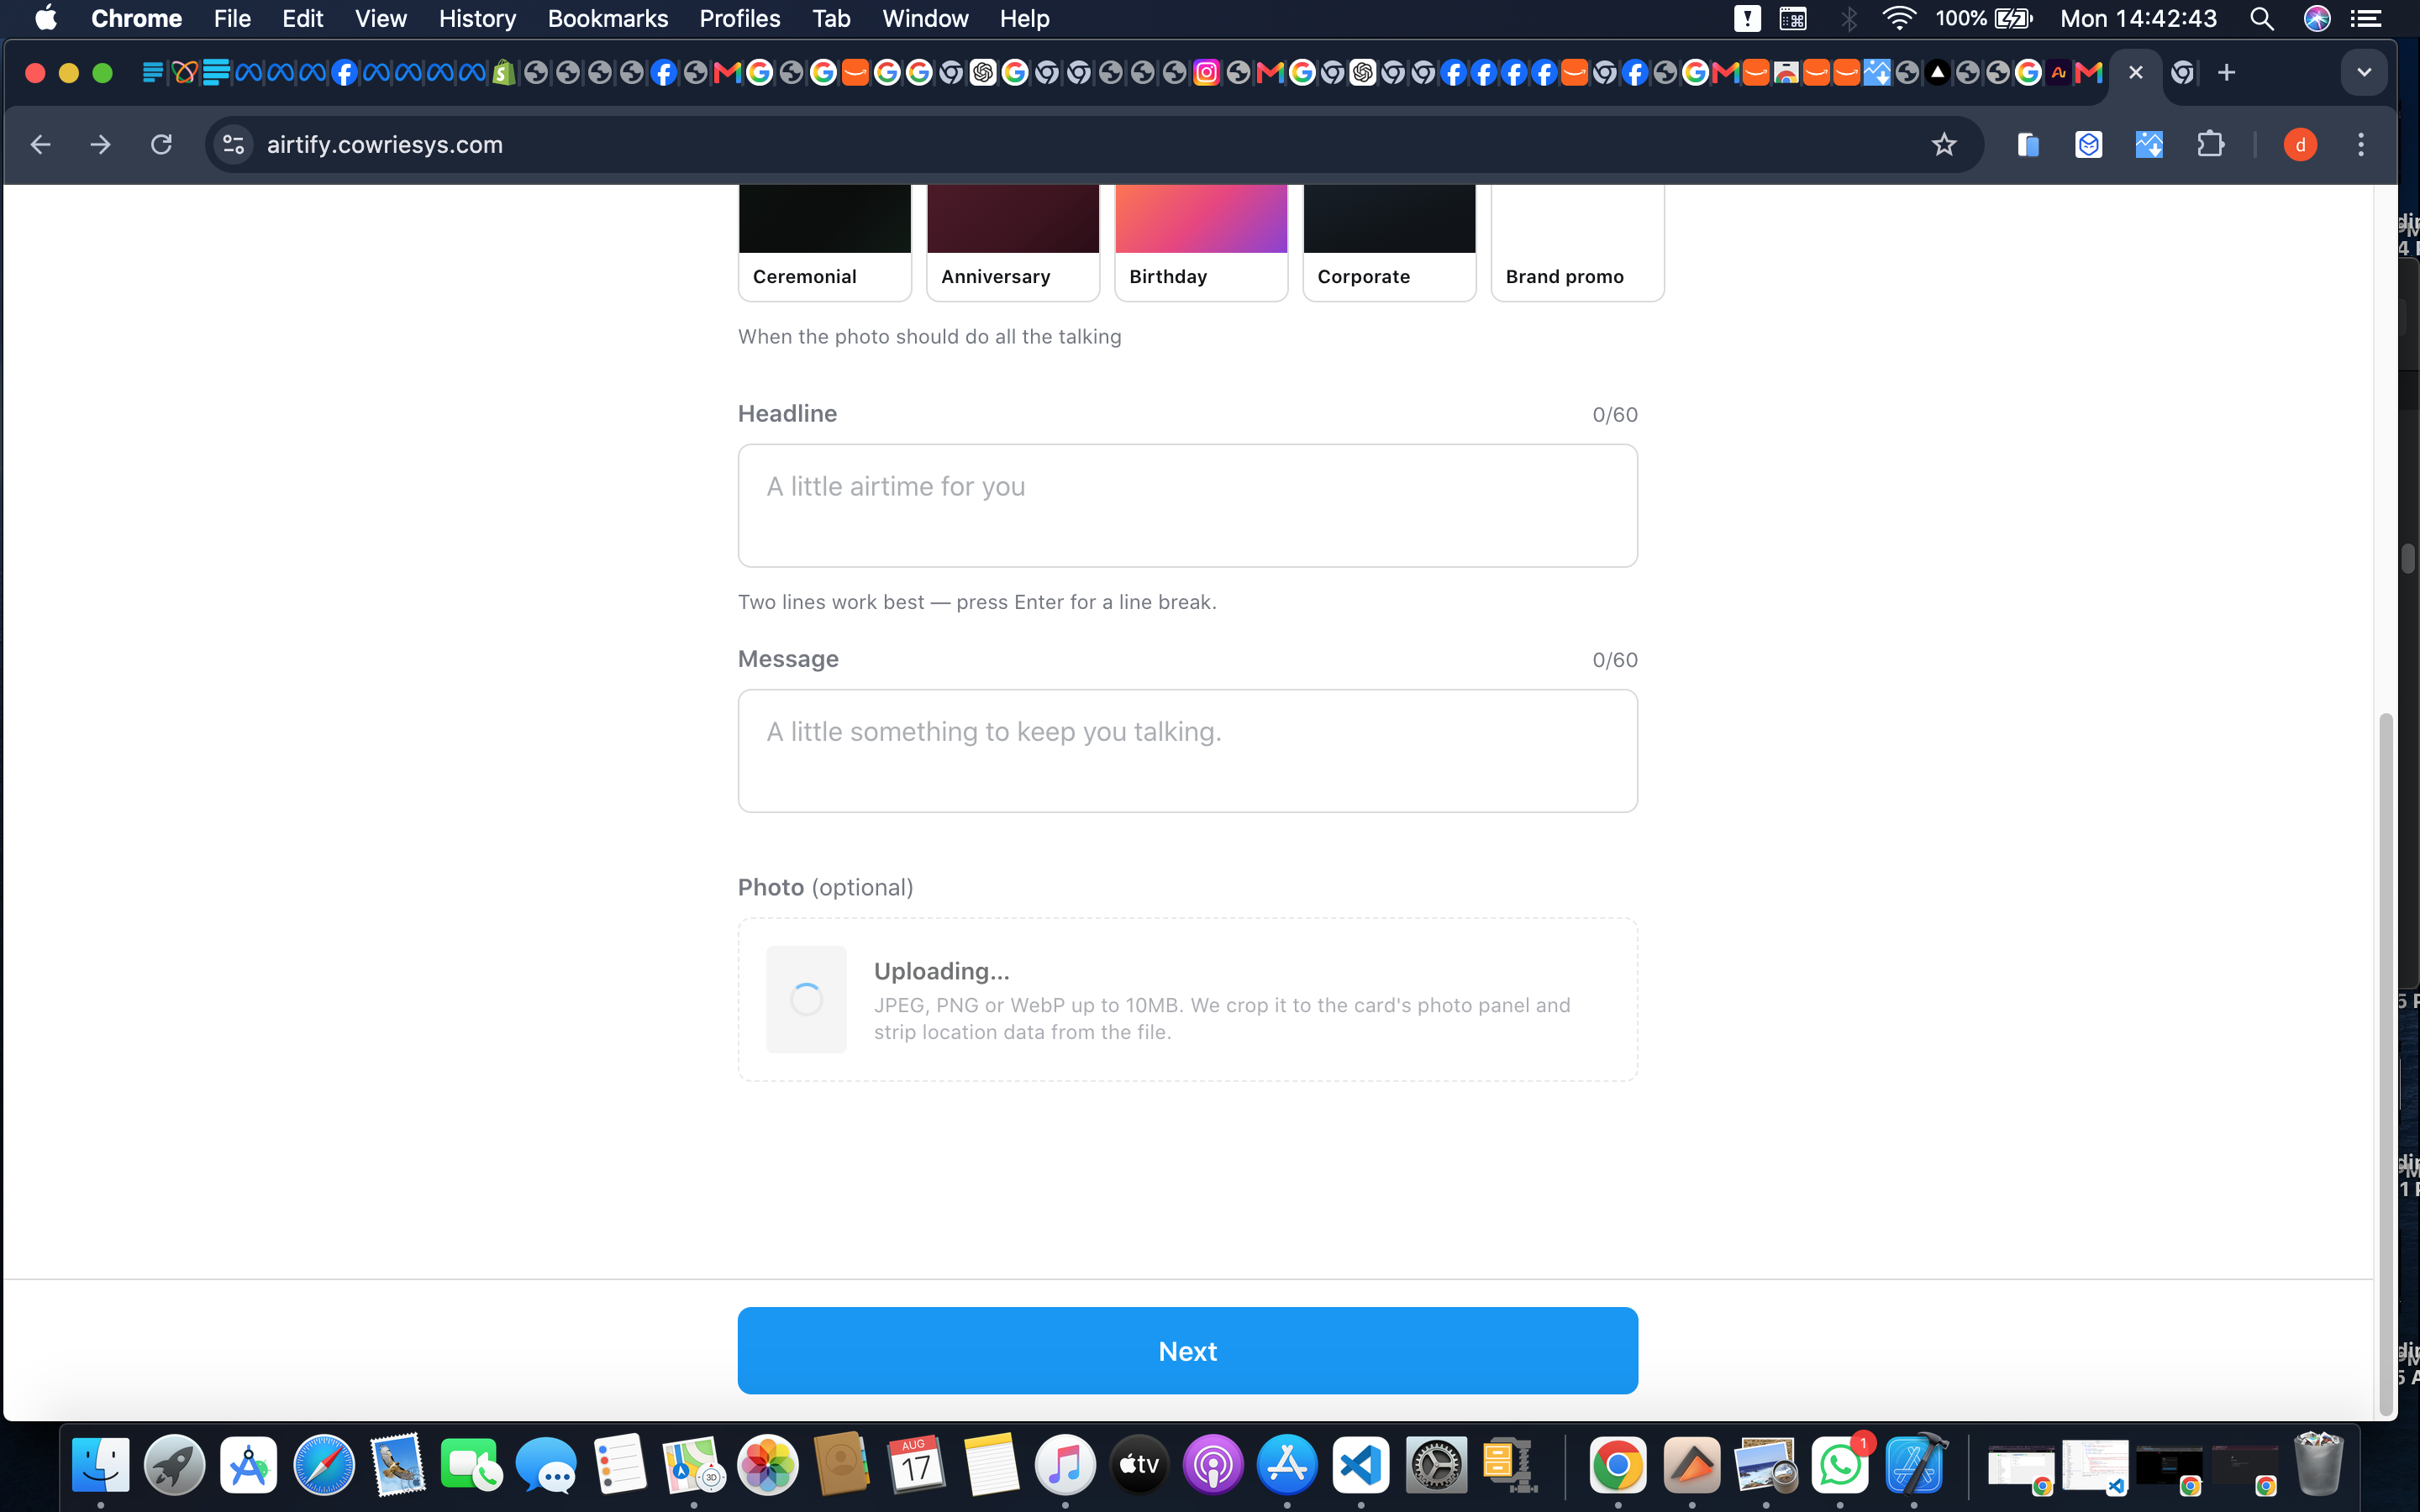 Chrome File Edit View History Bookmarks Profiles Tab Window Help 100% Mon 14:42:43
airtify.cowriesys.com d
Ceremonial Anniversary Birthday Corporate Brand promo
When the photo should do all the talking
Headline 0/60
A little airtime for you
Two lines work best — press Enter for a line break.
Message 0/60
A little something to keep you talking.
Photo (optional)
Uploading...
JPEG, PNG or WebP up to 10MB. We crop it to the card's photo panel and
strip location data from the file.
Next
AUG
17
3D
tv
1